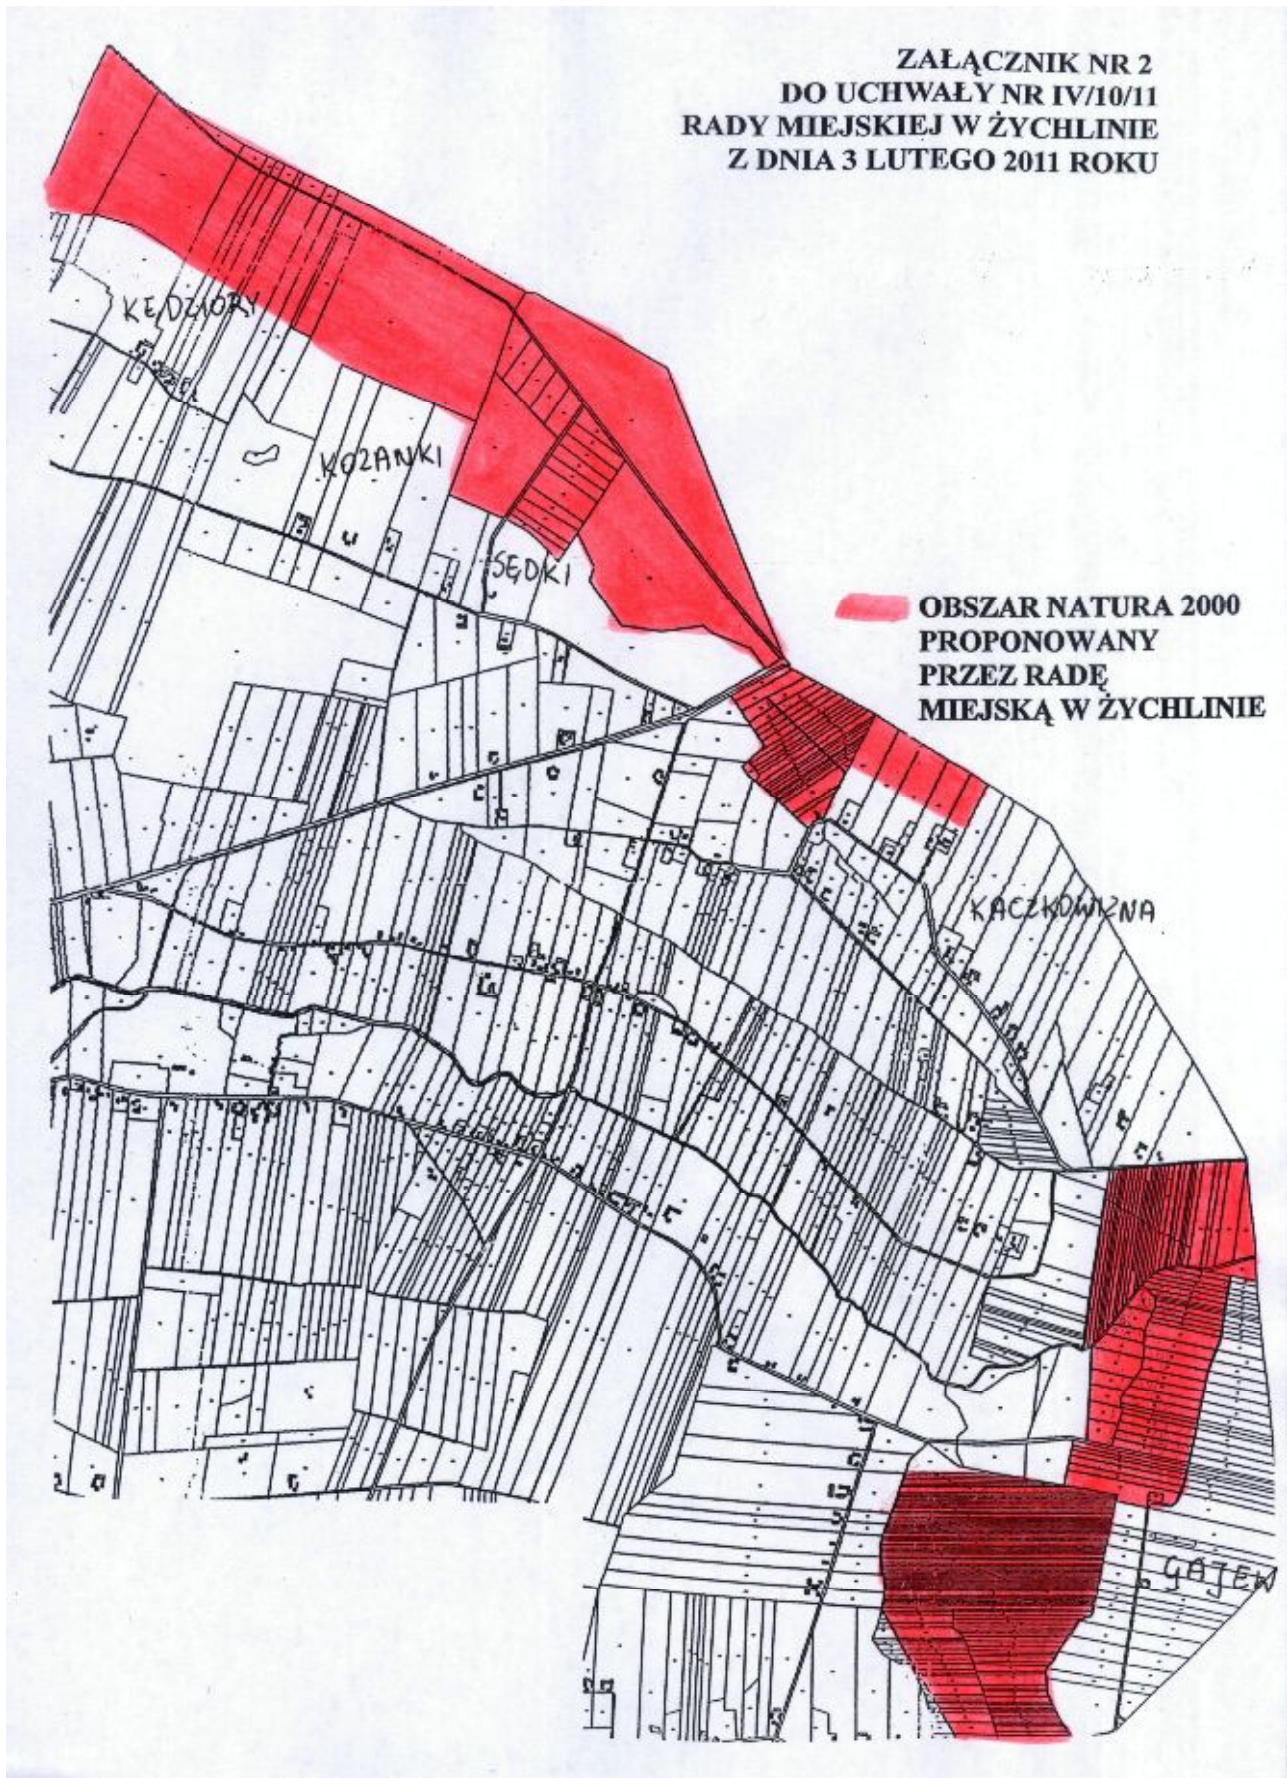 ZAŁĄCZNIK NR 2
DO UCHWAŁY NR IV/10/11
RADY MIEJSKIEJ W ŻYCHLINIE
Z DNIA 3 LUTEGO 2011 ROKU
KĘDZIORY
KOZANKI
SĘDKI
OBSZAR NATURA 2000
PROPONOWANY
PRZEZ RADĘ
MIEJSKĄ W ŻYCHLINIE
KACZKOWIZNA
GAJEW